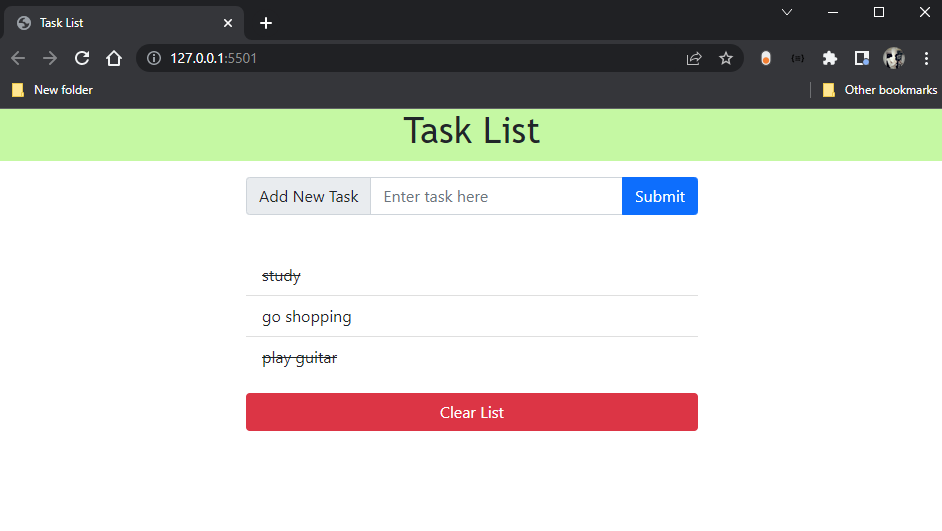 Task List
127.0.0.1:5501
New folder
Other bookmarks
Task List
Add New Task Enter task here Submit
study
go shopping
play guitar
Clear List